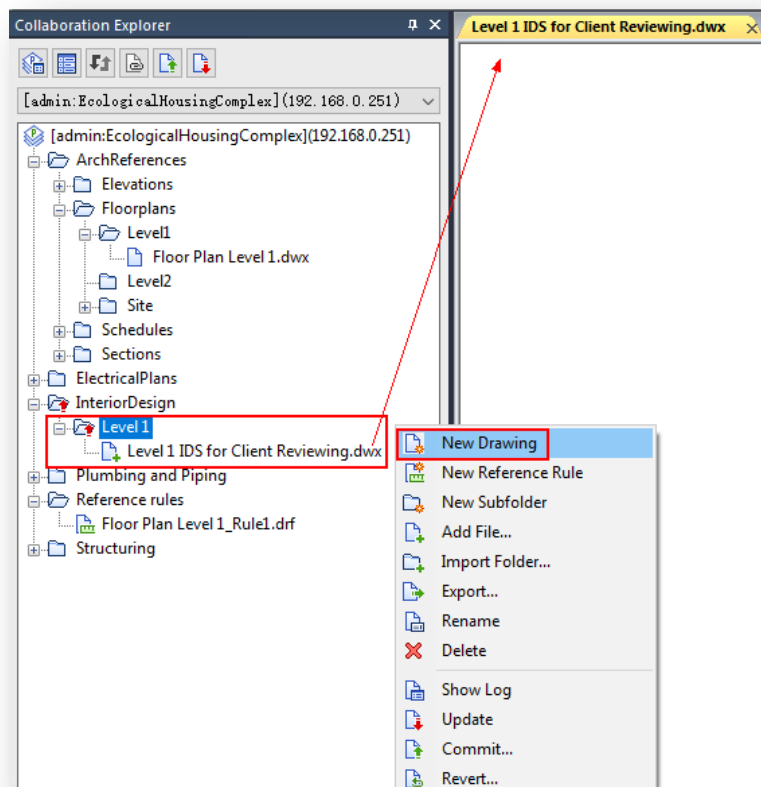 Collaboration Explorer
Level 1 IDS for Client Reviewing.dwx
[admin:EcologicalHousingComplex](192.168.0.251)
[admin:EcologicalHousingComplex](192.168.0.251)
ArchReferences
Elevations
Floorplans
Level1
Floor Plan Level 1.dwx
Level2
Site
Schedules
Sections
ElectricalPlans
InteriorDesign
Level 1
Level 1 IDS for Client Reviewing.dwx
Plumbing and Piping
Reference rules
Floor Plan Level 1_Rule1.drf
Structuring
New Drawing
New Reference Rule
New Subfolder
Add File...
Import Folder...
Export...
Rename
Delete
Show Log
Update
Commit...
Revert...